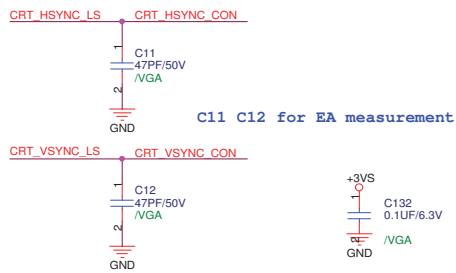 CRT_HSYNC_LS CRT_HSYNC_CON
1
C11
47PF/50V
/VGA
2
GND
C11 C12 for EA measurement
CRT_VSYNC_LS CRT_VSYNC_CON
1
C12
47PF/50V
/VGA
2
GND
+3VS
1
C132
0.1UF/6.3V
2
/VGA
GND